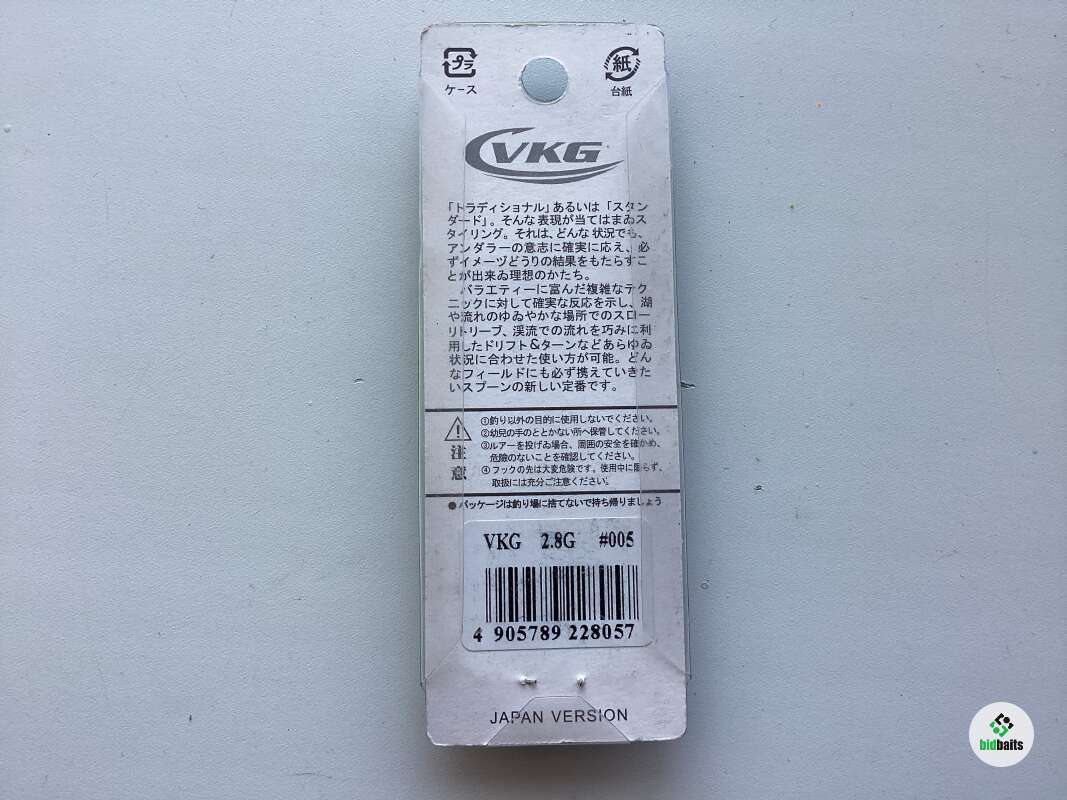 プラ
紙
ケース
台紙
VKG
「トラディショナル」あるいは「スタン
ダード」。そんな表現が当てはまゐス
タイリング。それは、どんな状況でも、
アンダラーの意志に確実に応え、必
ずイメーヅどうりの結果をもたらすこ
とが出来ゐ理想のかたち。
バラエティーに富んだ複雑なテク
ニックに対して確実な反応を示し、湖
や流れのゆゐやかな場所でのスロー
リトリーブ、渓流での流れを巧みに利
用したドリフト&ターンなどあらゆゐ
状況に合わせた使い方が可能。どん
なフィールドにも必ず携えていきた
いスプーンの新しい定番です。
注意
①釣り以外の目的に使用しないでください。
②幼兒の手のととかない所へ保管してください。
③ルアーを投げゐ場合、周囲の安全を確かめ、
危險のないことを確認してください。
④フックの先は大変危険です。使用中に限らず、
取扱には充分ご注意ください。
●パッケージは釣り場に捨てないで持ち帰りましょう
VKG 2.8G #005
4 905789 228057
JAPAN VERSION
bidbaits